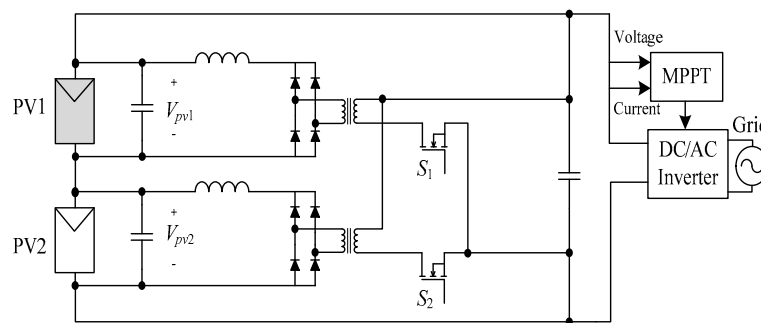 Voltage
MPPT
Current
PV1
+
Vpv1
-
S1
Grid
DC/AC
Inverter
PV2
+
Vpv2
-
S2